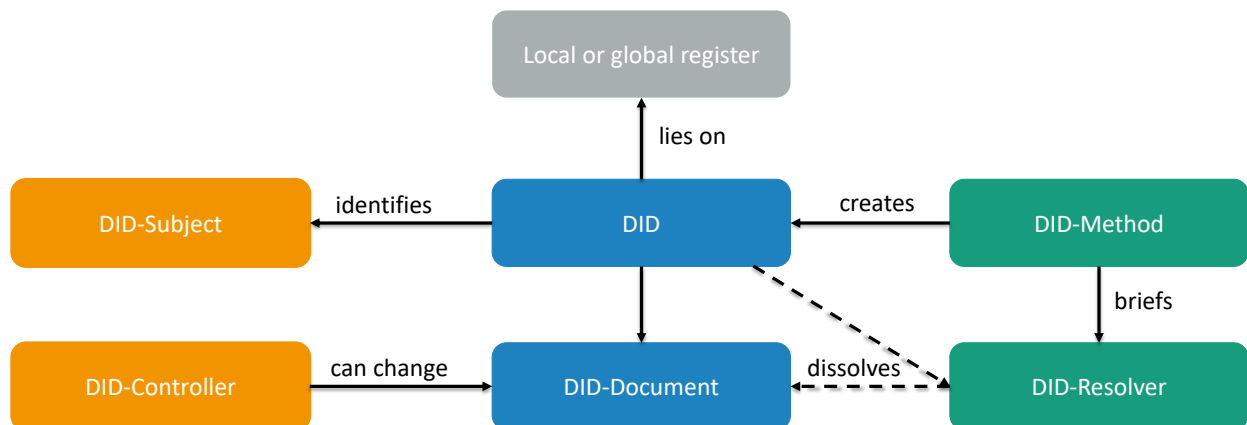 Local or global register
lies on
DID-Subject
identifies
DID
creates
DID-Method
briefs
DID-Controller
can change
DID-Document
dissolves
DID-Resolver